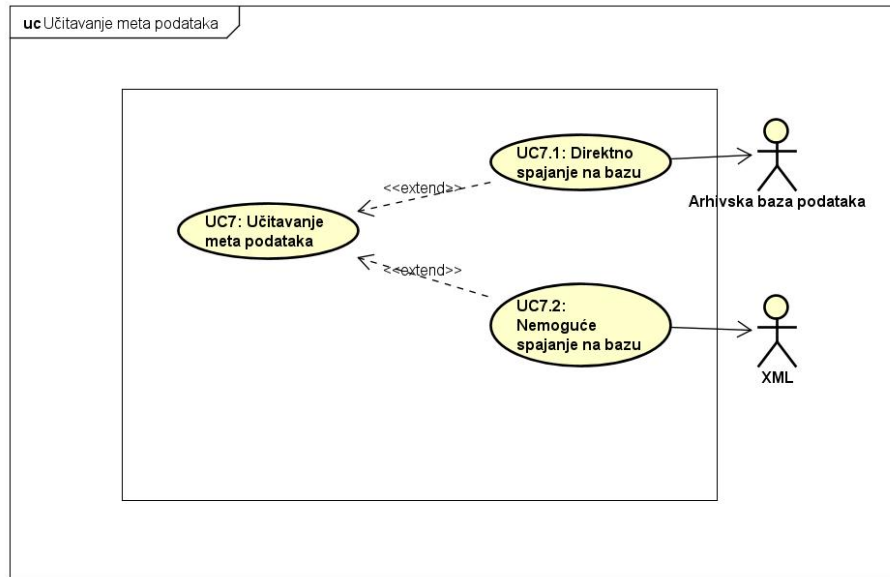 uc Učitavanje meta podataka
UC7.1: Direktno
spajanje na bazu
<<extend>>
Arhivska baza podataka
UC7: Učitavanje
meta podataka
<<extend>>
UC7.2:
Nemoguće
spajanje na bazu
XML